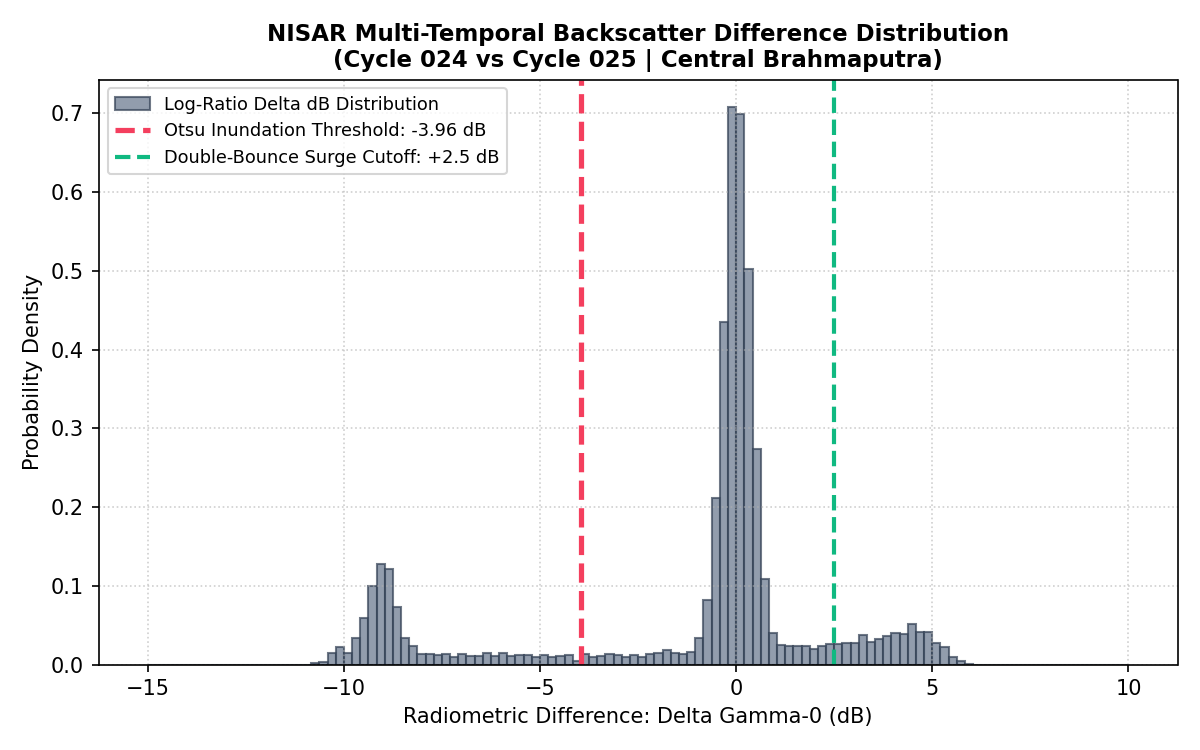 NISAR Multi-Temporal Backscatter Difference Distribution
(Cycle 024 vs Cycle 025 | Central Brahmaputra)
Log-Ratio Delta dB Distribution
Otsu Inundation Threshold: -3.96 dB
Double-Bounce Surge Cutoff: +2.5 dB
Probability Density
0.7
0.6
0.5
0.4
0.3
0.2
0.1
0.0
−15 −10 −5 0 5 10
Radiometric Difference: Delta Gamma-0 (dB)